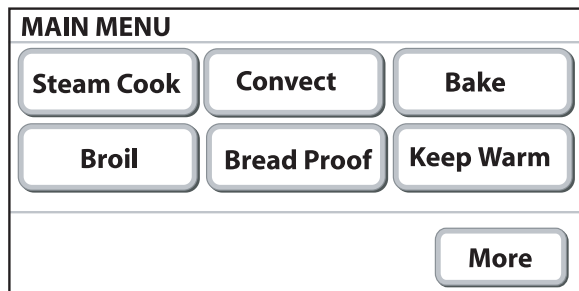 MAIN MENU
Steam Cook Convect Bake
Broil Bread Proof Keep Warm
More